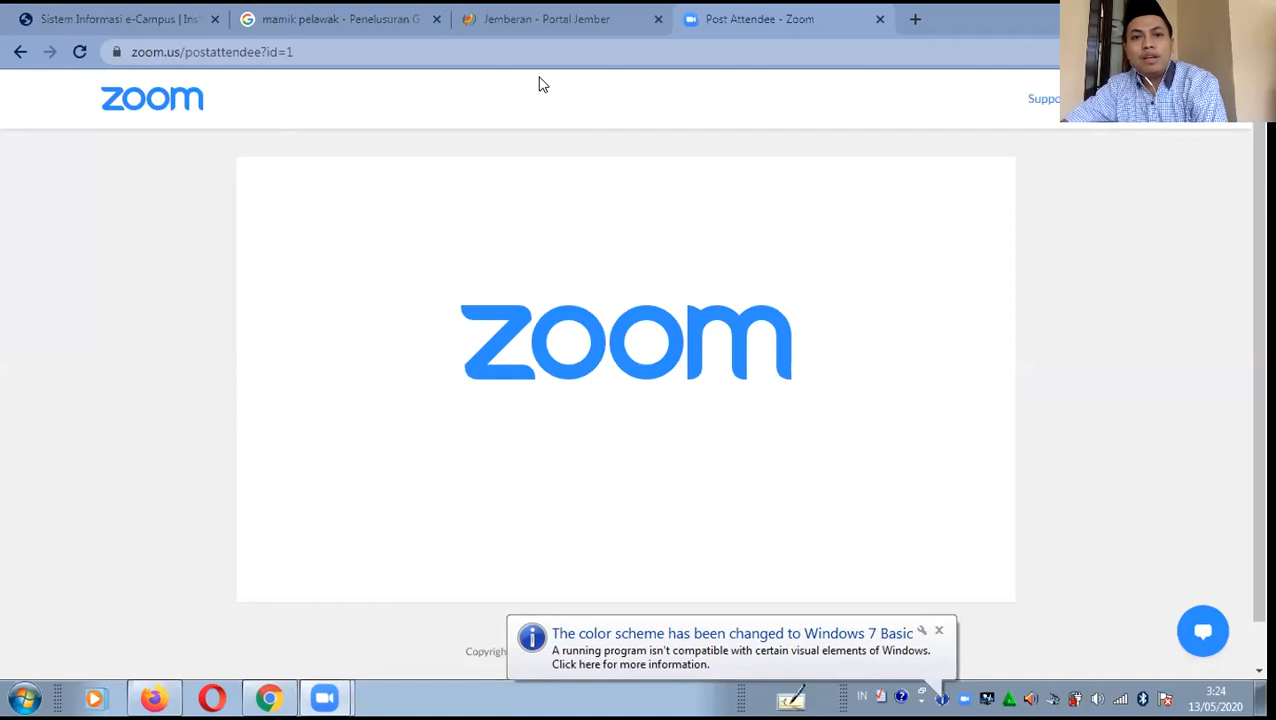 Sistem Informasi e-Campus | Ins
mamik pelawak - Penelusuran G
Jemberan - Portal Jember
Post Attendee - Zoom
zoom.us/postattendee?id=1
zoom
Suppo
zoom
The color scheme has been changed to Windows 7 Basic
A running program isn't compatible with certain visual elements of Windows.
Click here for more information.
Copyrigh
IN
3:24
13/05/2020